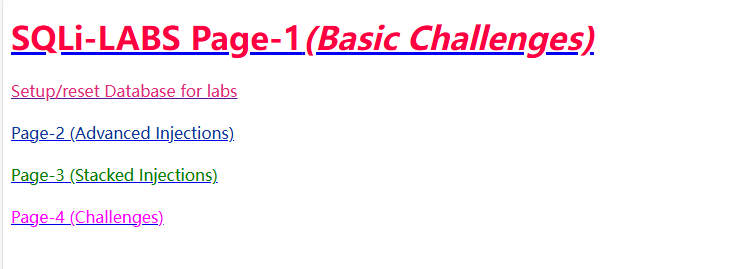 SQLi-LABS Page-1(Basic Challenges)
Setup/reset Database for labs
Page-2 (Advanced Injections)
Page-3 (Stacked Injections)
Page-4 (Challenges)